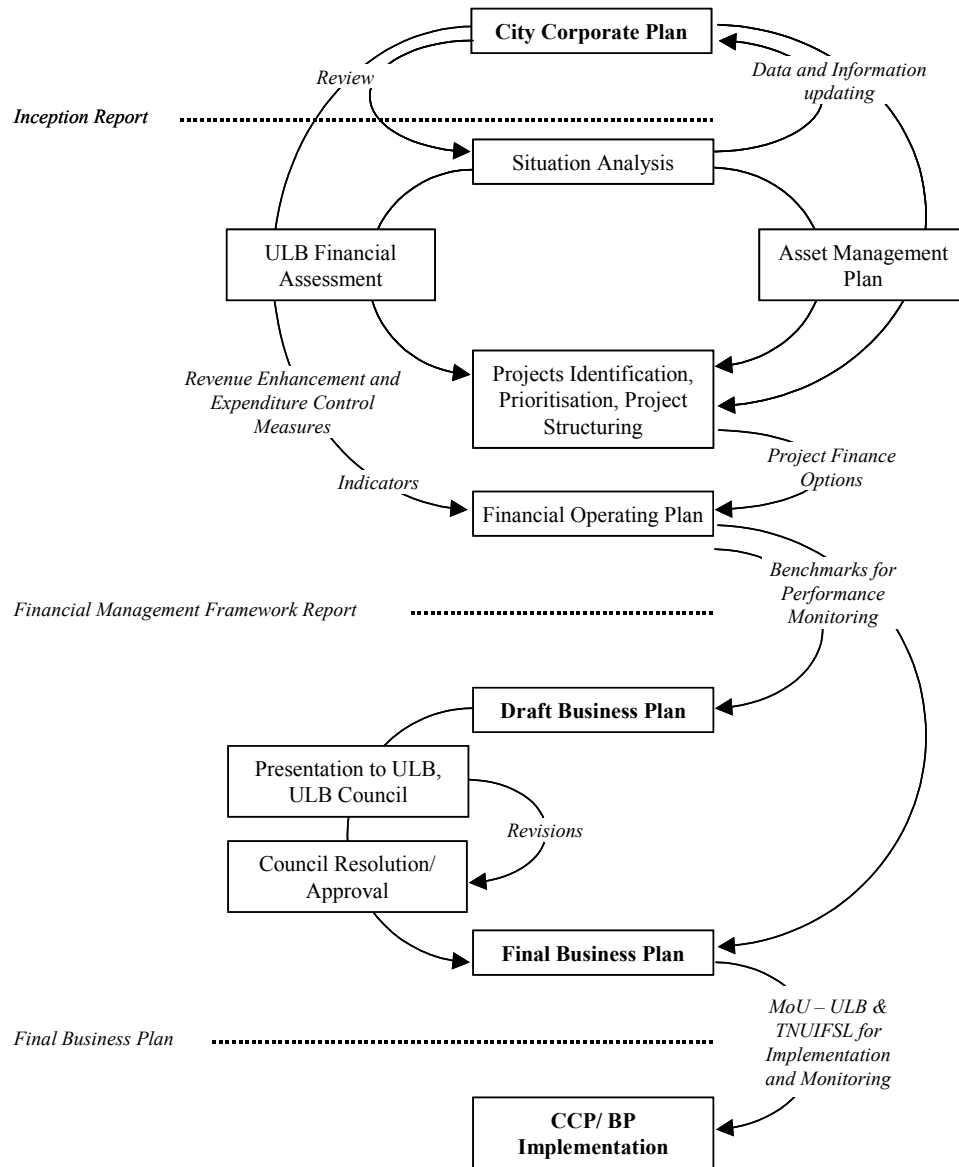 City Corporate Plan
Review
Data and Information
updating
Inception Report
Situation Analysis
ULB Financial
Assessment
Asset Management
Plan
Revenue Enhancement and
Expenditure Control
Measures
Projects Identification,
Prioritisation, Project
Structuring
Project Finance
Options
Indicators
Financial Operating Plan
Benchmarks for
Performance
Monitoring
Financial Management Framework Report
Draft Business Plan
Presentation to ULB,
ULB Council
Revisions
Council Resolution/
Approval
Final Business Plan
MoU – ULB &
TNUIFSL for
Implementation
and Monitoring
Final Business Plan
CCP/ BP
Implementation